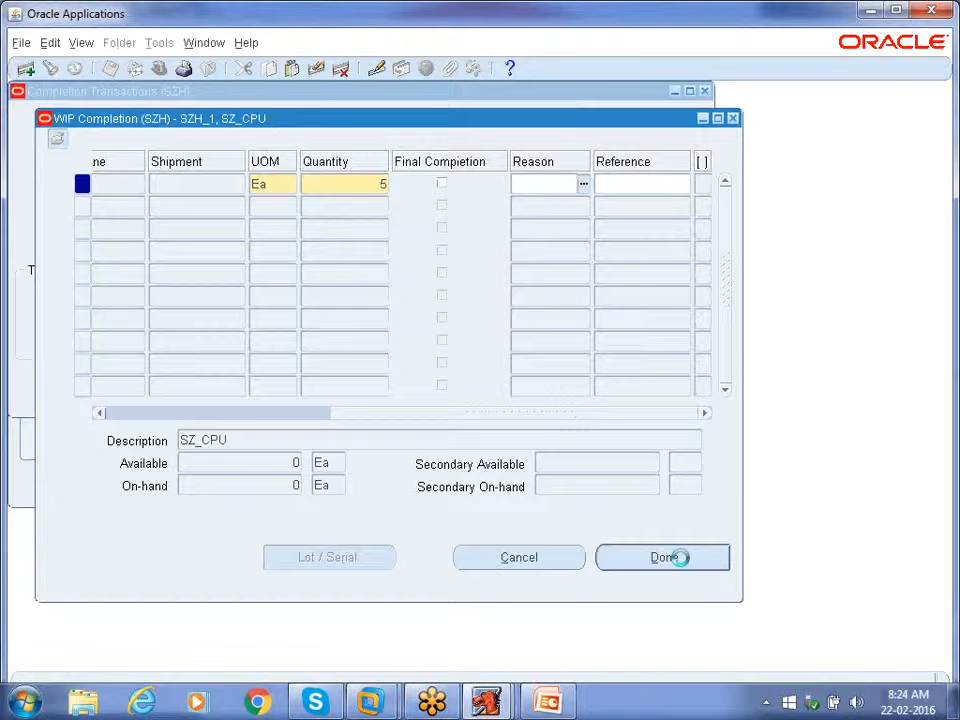 Oracle Applications
File Edit View Folder Tools Window Help
ORACLE
Completion Transactions (SZH)
WIP Completion (SZH) - SZH_1, SZ_CPU
ne Shipment UOM Quantity Final Completion Reason Reference [ ]
Ea 5
T
Description SZ_CPU
Available 0 Ea Secondary Available
On-hand 0 Ea Secondary On-hand
Lot / Serial Cancel Done
8:24 AM
22-02-2016